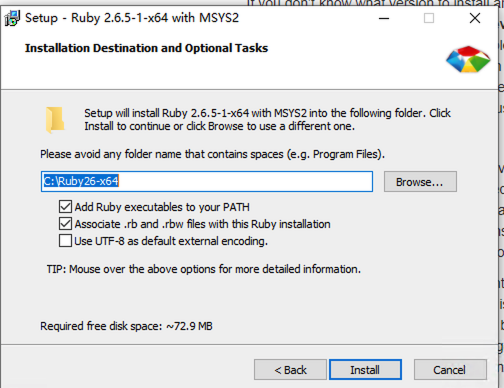 If you don't know what version to install a
Setup - Ruby 2.6.5-1-x64 with MSYS2
Installation Destination and Optional Tasks
Setup will install Ruby 2.6.5-1-x64 with MSYS2 into the following folder. Click
Install to continue or click Browse to use a different one.
Please avoid any folder name that contains spaces (e.g. Program Files).
C:\Ruby26-x64
Browse...
Add Ruby executables to your PATH
Associate .rb and .rbw files with this Ruby installation
Use UTF-8 as default external encoding.
TIP: Mouse over the above options for more detailed information.
Required free disk space: ~72.9 MB
< Back
Install
Cancel